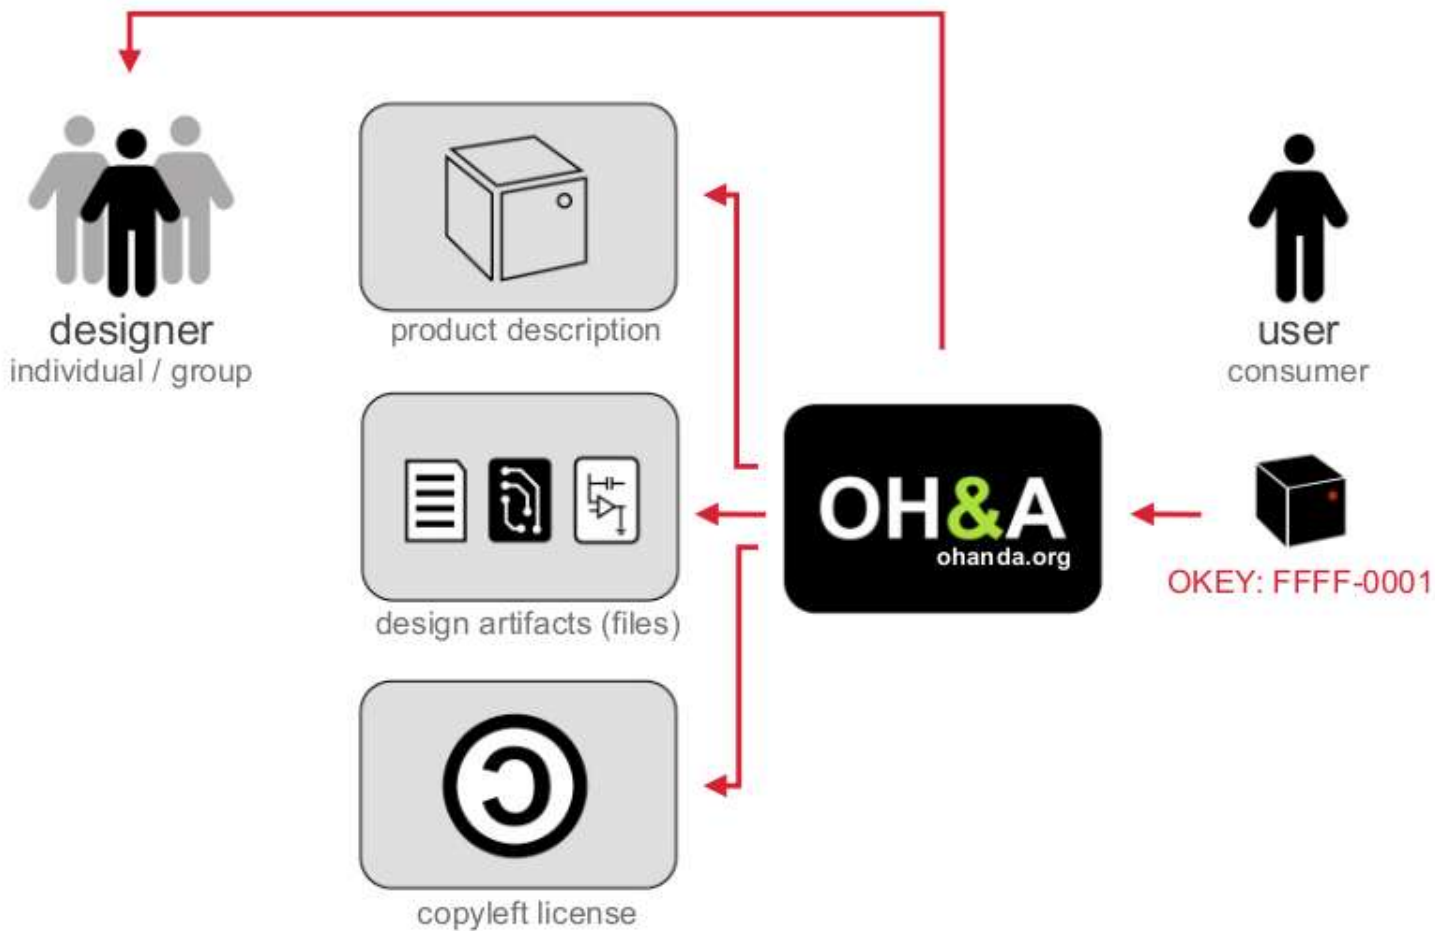 designer
individual / group
product description
design artifacts (files)
copyleft license
OH&A
ohanda.org
user
consumer
OKEY: FFFF-0001